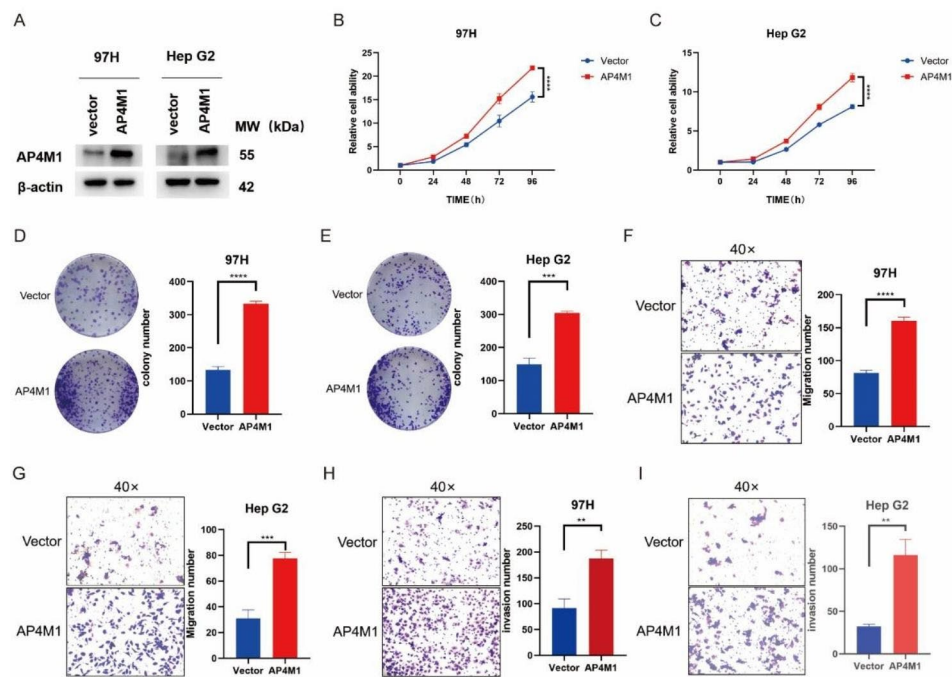 A
97H
Hep G2
vector
AP4M1
vector
AP4M1
MW (kDa)
AP4M1
55
β-actin
42
B
97H
Relative cell ability
25
20
15
10
5
0
0 24 48 72 96
TIME(h)
Vector
AP4M1
****
C
Hep G2
Relative cell ability
15
10
5
0
0 24 48 72 96
TIME(h)
Vector
AP4M1
****
D
Vector
AP4M1
97H
****
colony number
400
300
200
100
0
Vector AP4M1
E
Vector
AP4M1
Hep G2
***
colony number
400
300
200
100
0
Vector AP4M1
F
40×
Vector
AP4M1
97H
****
Migration number
200
150
100
50
0
Vector AP4M1
G
40×
Vector
AP4M1
Hep G2
***
Migration number
80
60
40
20
0
Vector AP4M1
H
40×
Vector
AP4M1
97H
**
invasion number
250
200
150
100
50
0
Vector AP4M1
I
40×
Vector
AP4M1
Hep G2
**
invasion number
150
100
50
0
Vector AP4M1